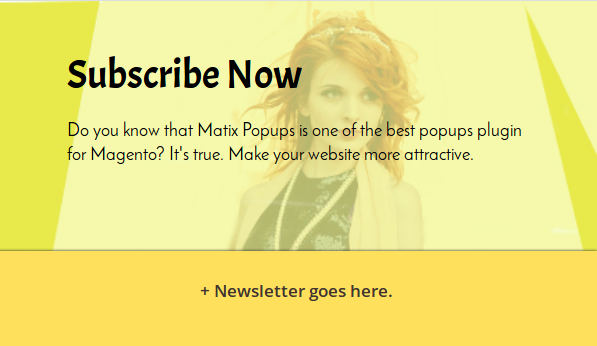 Subscribe Now
Do you know that Matix Popups is one of the best popups plugin
for Magento? It's true. Make your website more attractive.
+ Newsletter goes here.